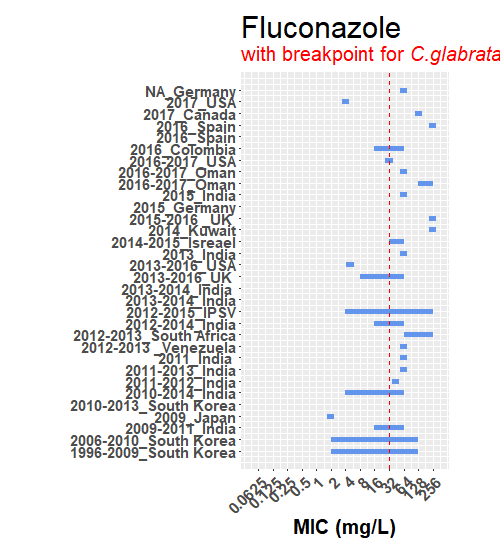 Fluconazole
with breakpoint for C.glabrata
NA_Germany
2017_USA
2017_Canada
2016_Spain
2016_Spain
2016_Colombia
2016-2017_USA
2016-2017_Oman
2016-2017_Oman
2015_India
2015_Germany
2015-2016_ UK
2014_Kuwait
2014-2015_Isreael
2013_India
2013-2016_USA
2013-2016_UK
2013-2014_India
2013-2014_India
2012-2015_IPSV
2012-2014_India
2012-2013_South Africa
2012-2013 _Venezuela
2011_India
2011-2013_India
2011-2012_India
2010-2014_India
2010-2013_South Korea
2009_Japan
2009-2011_India
2006-2010_South Korea
1996-2009_South Korea
0.0625 0.125 0.25 0.5 1 2 4 8 16 32 64 128 256
MIC (mg/L)